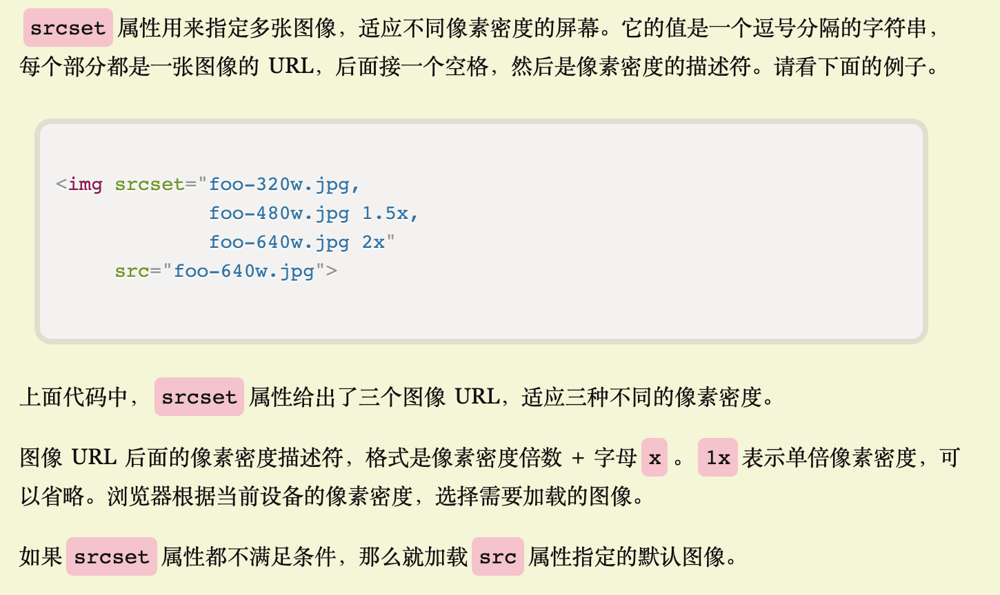 srcset 属性用来指定多张图像，适应不同像素密度的屏幕。它的值是一个逗号分隔的字符串，
每个部分都是一张图像的 URL，后面接一个空格，然后是像素密度的描述符。请看下面的例子。
<img srcset="foo-320w.jpg,
foo-480w.jpg 1.5x,
foo-640w.jpg 2x"
src="foo-640w.jpg">
上面代码中， srcset 属性给出了三个图像 URL，适应三种不同的像素密度。
图像 URL 后面的像素密度描述符，格式是像素密度倍数 + 字母 x 。 1x 表示单倍像素密度，可
以省略。浏览器根据当前设备的像素密度，选择需要加载的图像。
如果 srcset 属性都不满足条件，那么就加载 src 属性指定的默认图像。